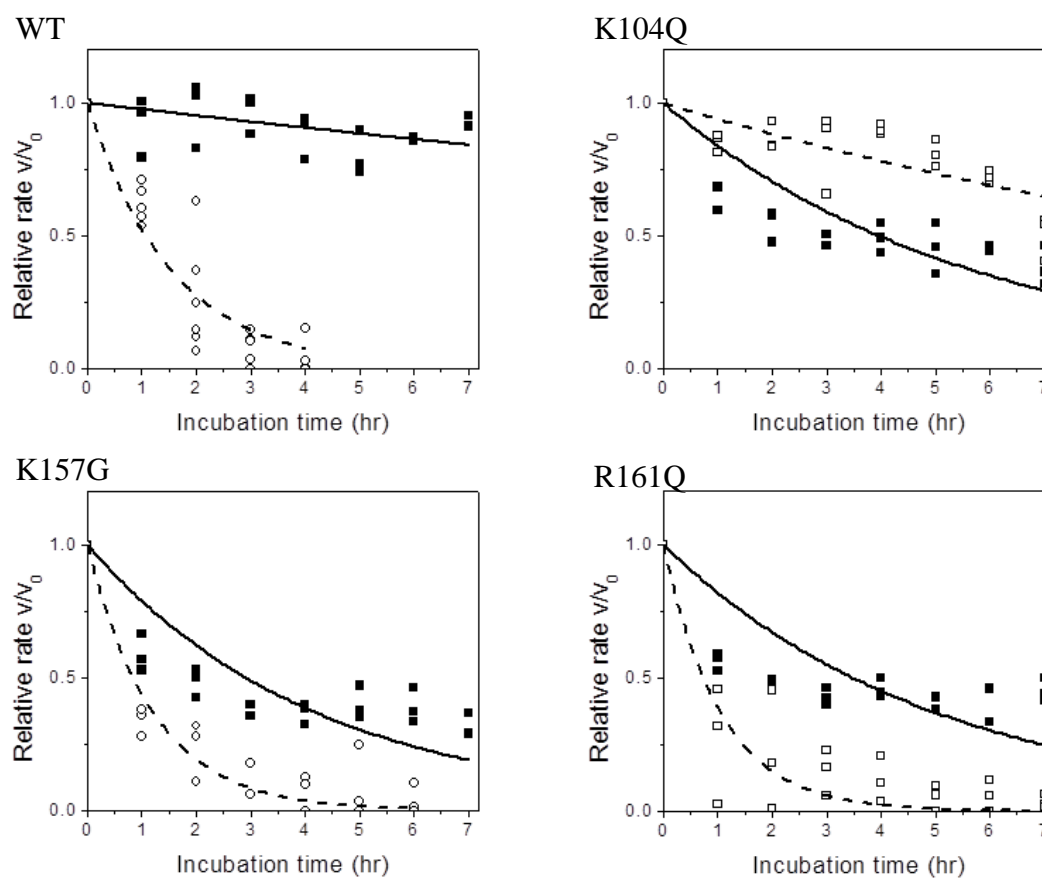 WT
Relative rate v/v0
1.0
0.5
0.0
0 1 2 3 4 5 6 7
Incubation time (hr)
K104Q
Relative rate v/v0
1.0
0.5
0.0
0 1 2 3 4 5 6 7
Incubation time (hr)
K157G
Relative rate v/v0
1.0
0.5
0.0
0 1 2 3 4 5 6 7
Incubation time (hr)
R161Q
Relative rate v/v0
1.0
0.5
0.0
0 1 2 3 4 5 6 7
Incubation time (hr)